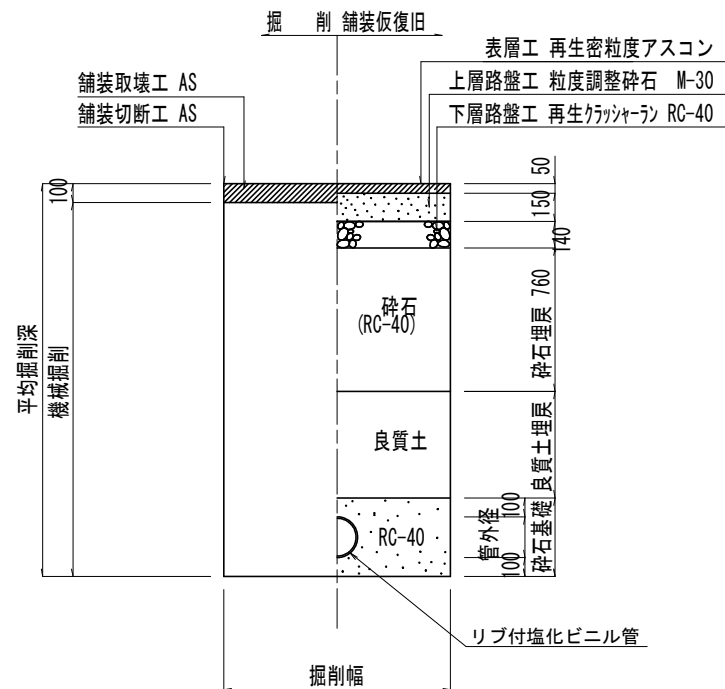 掘　削 舗装仮復旧
表層工 再生密粒度アスコン
舗装取壊工 AS
上層路盤工 粒度調整砕石 M-30
舗装切断工 AS
下層路盤工 再生クラッシャーラン RC-40
100
50
150
140
砕石
(RC-40)
砕石埋戻 760
平均掘削深
機械掘削
良質土
良質土埋戻
100
管外径
RC-40
砕石基礎
100
リブ付塩化ビニル管
掘削幅